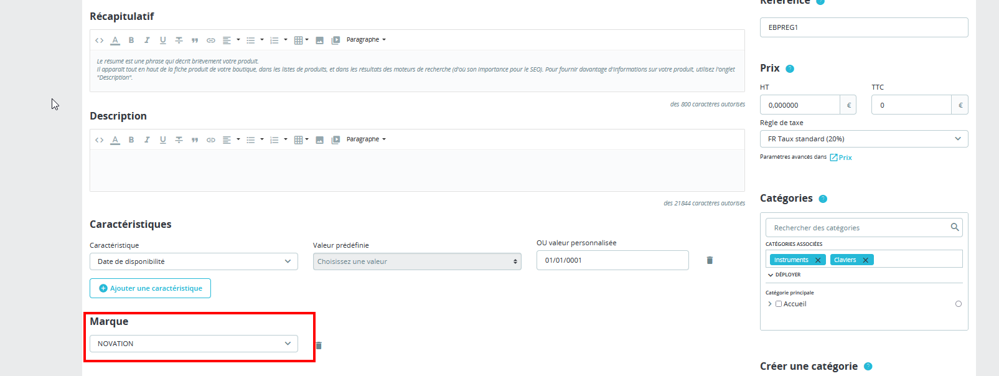 Récapitulatif
Paragraphe
Le résumé est une phrase qui décrit brièvement votre produit.
Il apparaît tout en haut de la fiche produit de votre boutique, dans les listes de produits, et dans les résultats des moteurs de recherche (d'où son importance pour le SEO). Pour fournir davantage d'informations sur votre produit, utilisez l'onglet
"Description".
des 800 caractères autorisés
Description
Paragraphe
des 21844 caractères autorisés
Caractéristiques
Caractéristique
Valeur prédéfinie
OU valeur personnalisée
Date de disponibilité
Choisissez une valeur
01/01/0001
Ajouter une caractéristique
Marque
NOVATION
Référence
EBPREG1
Prix
HT
TTC
0,000000 €
0 €
Règle de taxe
FR Taux standard (20%)
Paramètres avancés dans Prix
Catégories
Rechercher des catégories
CATÉGORIES ASSOCIÉES
Instruments
Claviers
DÉPLOYER
Catégorie principale
Accueil
Créer une catégorie